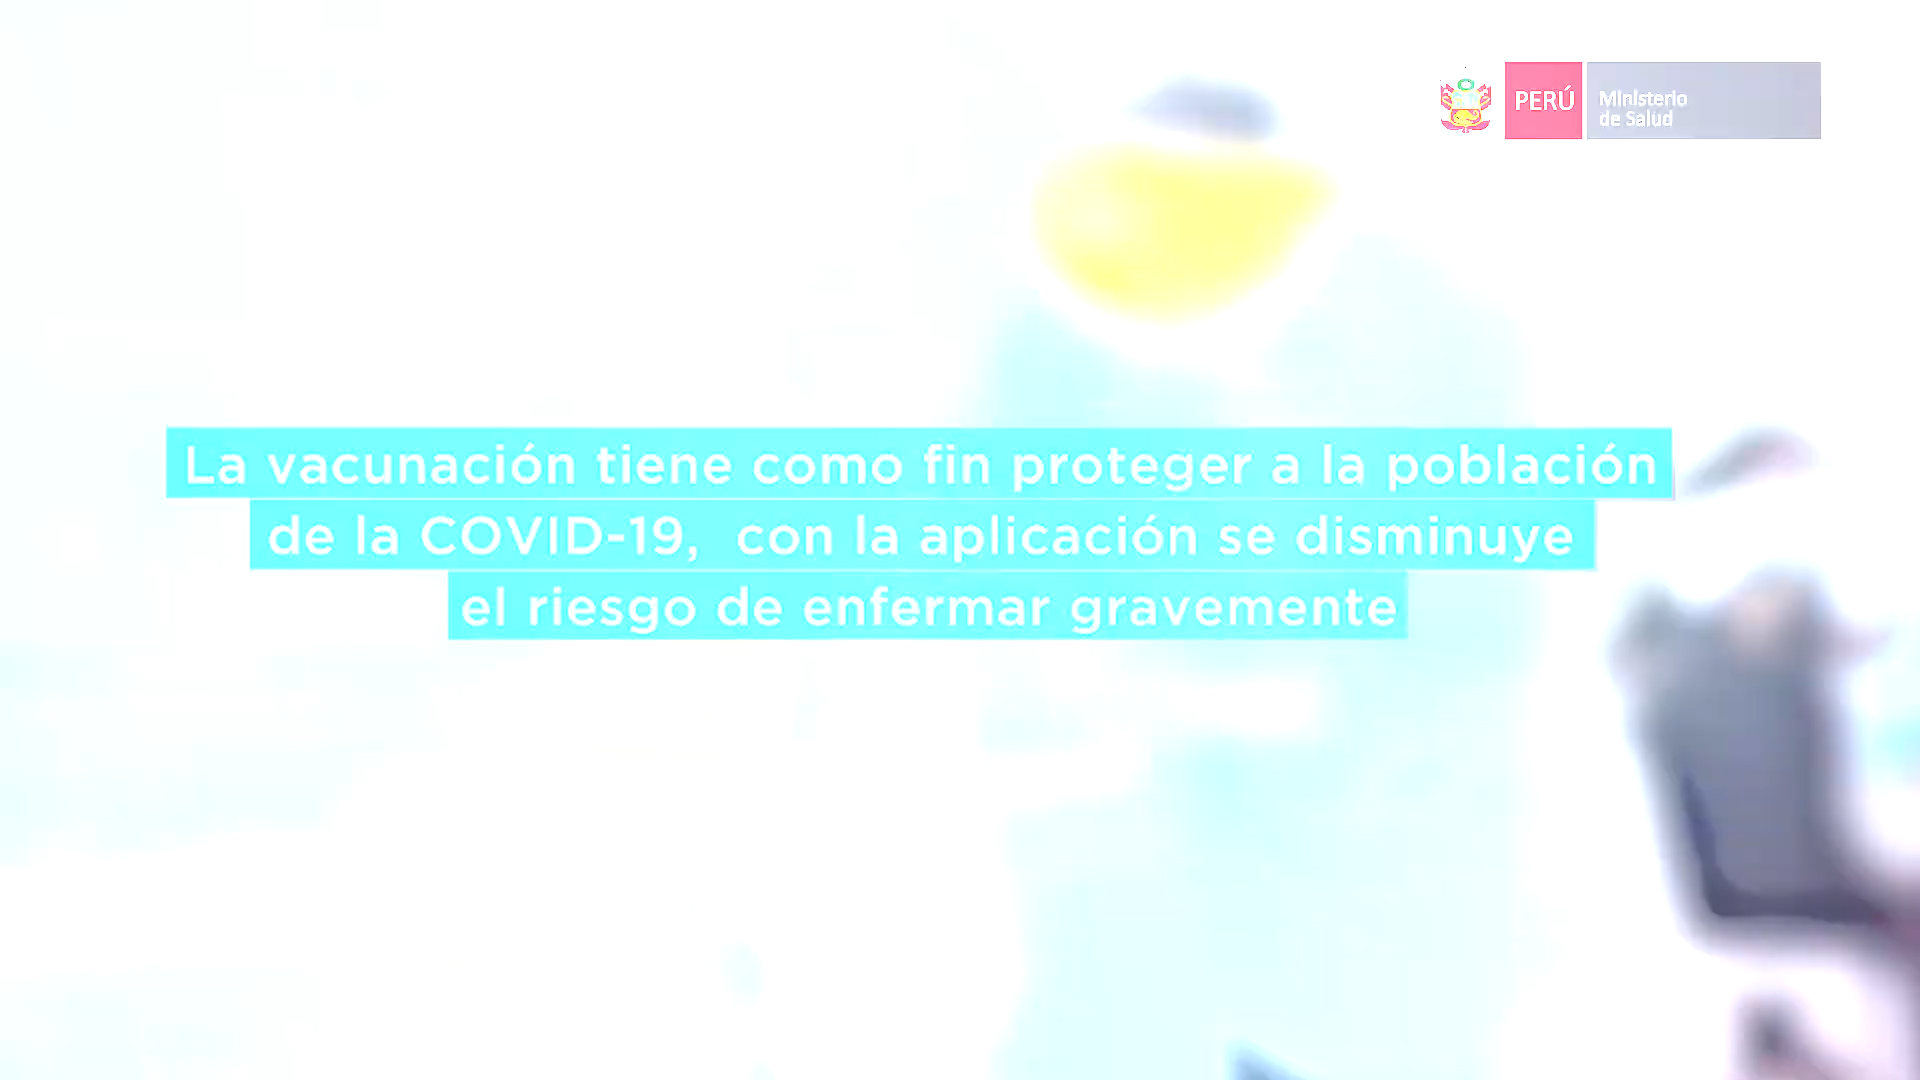 PERÚ
Ministerio
de Salud
La vacunación tiene como fin proteger a la población
de la COVID-19, con la aplicación se disminuye
el riesgo de enfermar gravemente